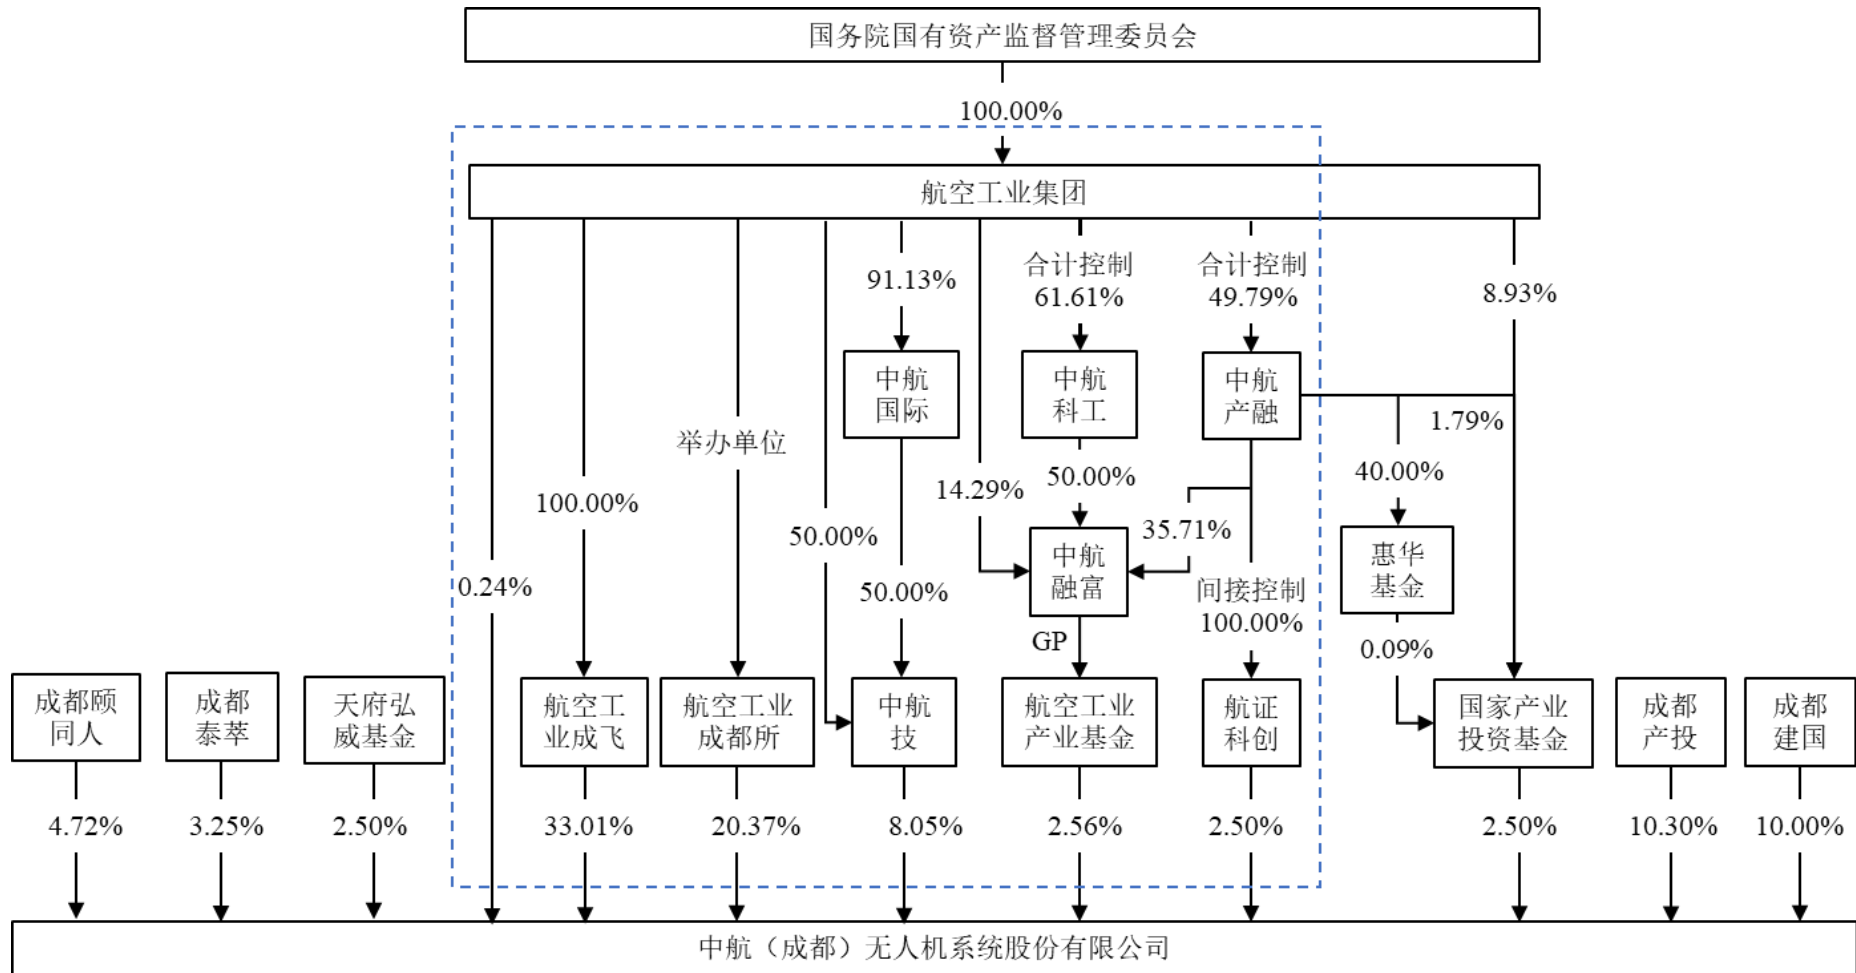 国务院国有资产监督管理委员会
100.00%
航空工业集团
91.13%
合计控制
61.61%
合计控制
49.79%
8.93%
中航
国际
中航
科工
中航
产融
1.79%
举办单位
14.29%
50.00%
40.00%
100.00%
50.00%
35.71%
中航
融富
惠华
基金
0.24%
50.00%
间接控制
100.00%
GP
0.09%
成都颐
同人
成都
泰萃
天府弘
威基金
航空工
业成飞
航空工业
成都所
中航
技
航空工业
产业基金
航证
科创
国家产业
投资基金
成都
产投
成都
建国
4.72%
3.25%
2.50%
33.01%
20.37%
8.05%
2.56%
2.50%
2.50%
10.30%
10.00%
中航（成都）无人机系统股份有限公司